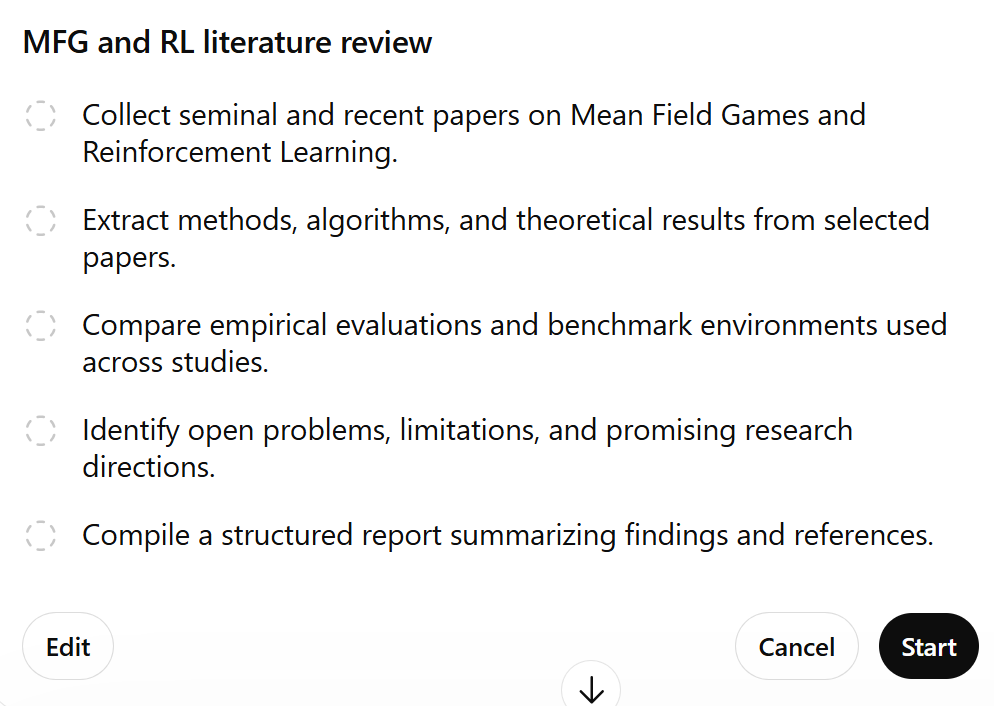 MFG and RL literature review
Collect seminal and recent papers on Mean Field Games and
Reinforcement Learning.
Extract methods, algorithms, and theoretical results from selected
papers.
Compare empirical evaluations and benchmark environments used
across studies.
Identify open problems, limitations, and promising research
directions.
Compile a structured report summarizing findings and references.
Edit
Cancel
Start